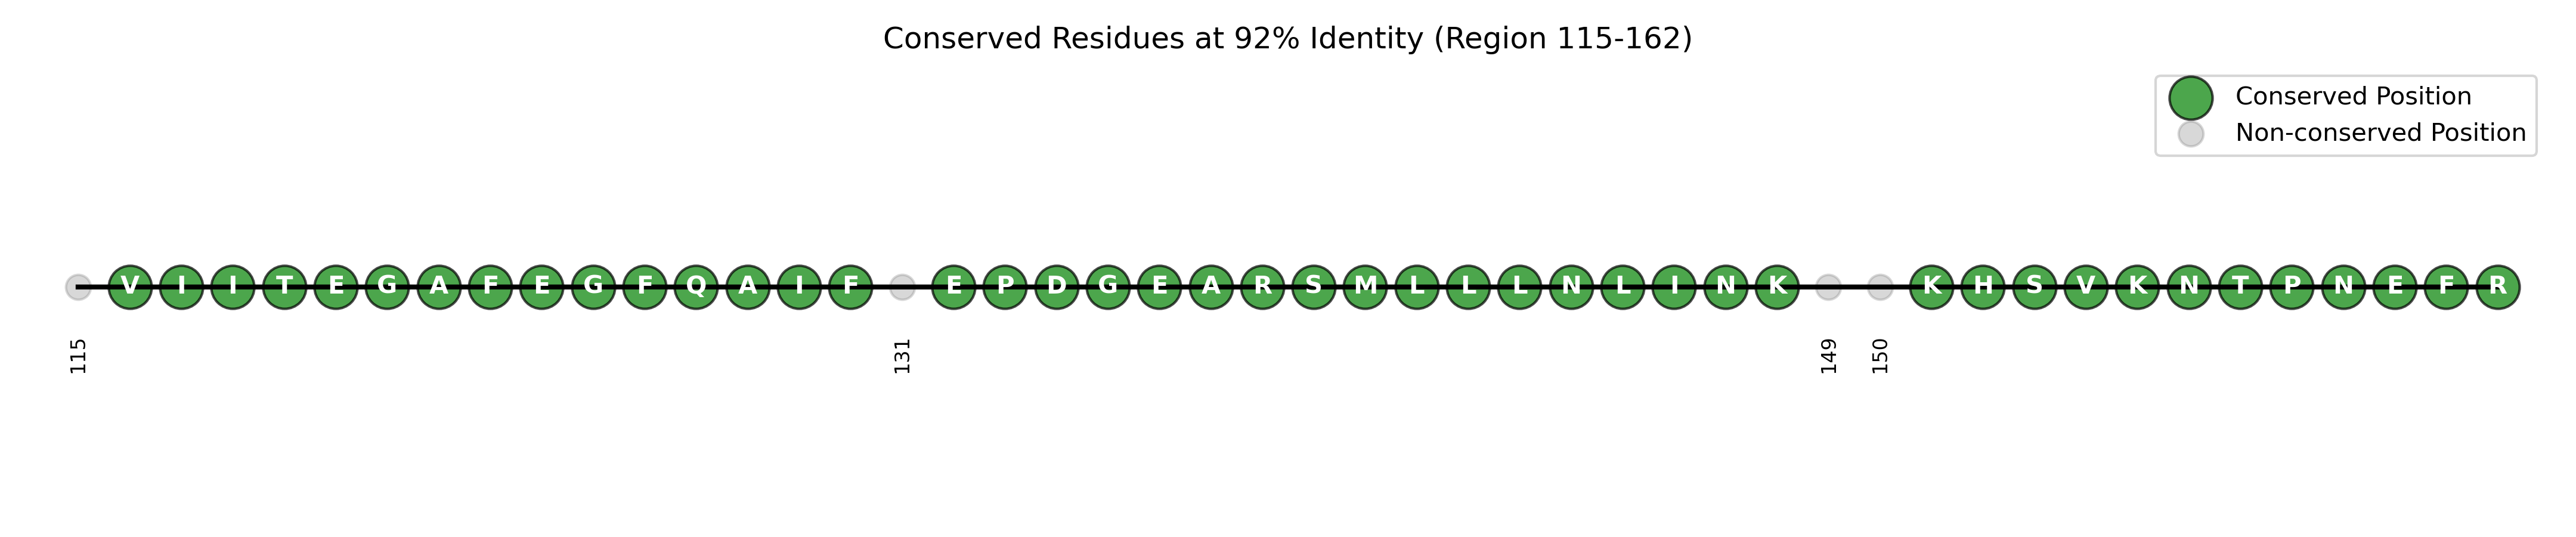 Conserved Residues at 92% Identity (Region 115-162)
Conserved Position
Non-conserved Position
V I I T E G A F E G F Q A I F E P D G E A R S M L L L N L I N K K H S V K N T P N E F R
115 131 149 150